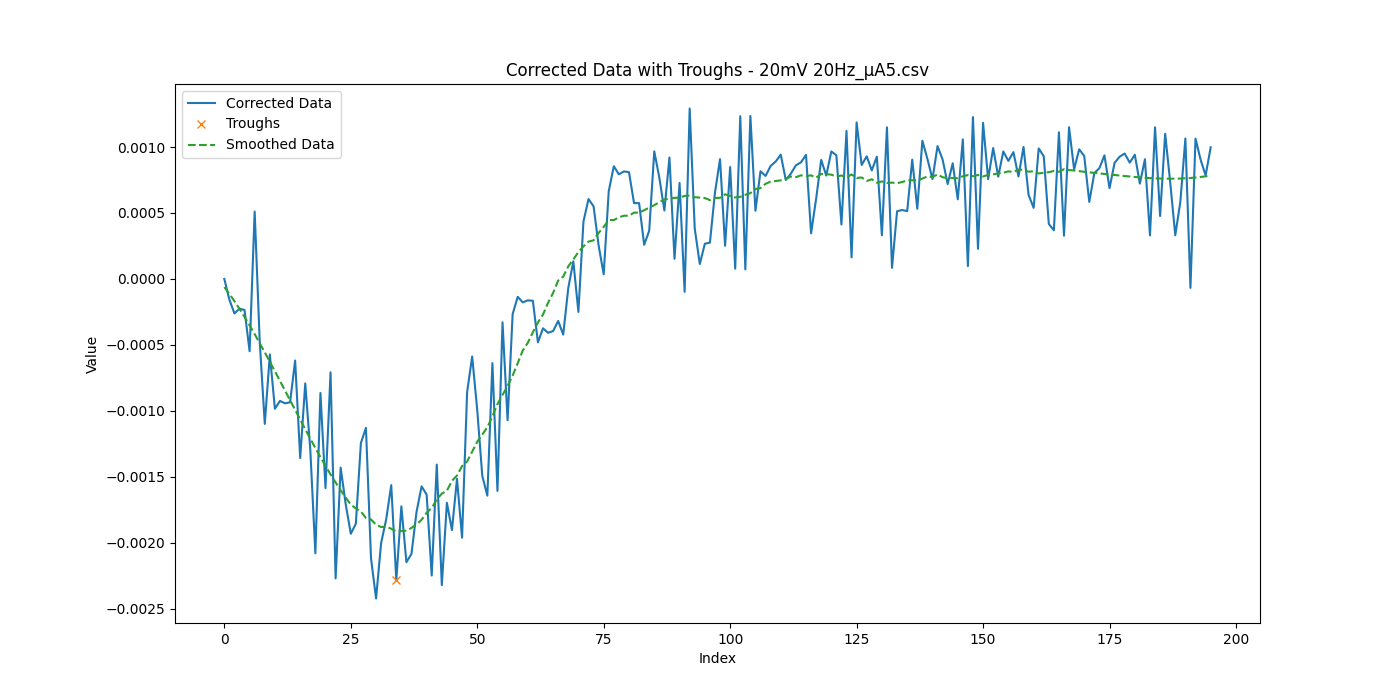 Corrected Data with Troughs - 20mV 20Hz_μA5.csv
Corrected Data
Troughs
Smoothed Data
0.0010
0.0005
0.0000
−0.0005
−0.0010
−0.0015
−0.0020
−0.0025
Value
0 25 50 75 100 125 150 175 200
Index